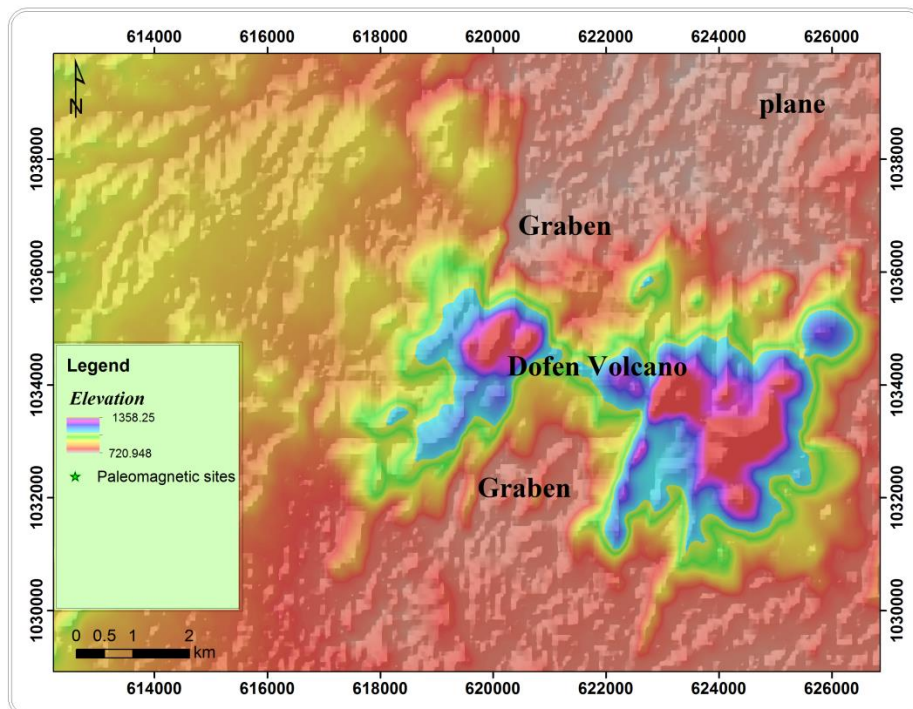 614000 616000 618000 620000 622000 624000 626000
N
plane
1038000 1038000
Graben
1036000 1036000
Legend
Elevation
1358.25
720.948
Paleomagnetic sites
1034000 1034000
Dofen Volcano
1032000 1032000
Graben
1030000 1030000
0 0.5 1 2
km
614000 616000 618000 620000 622000 624000 626000